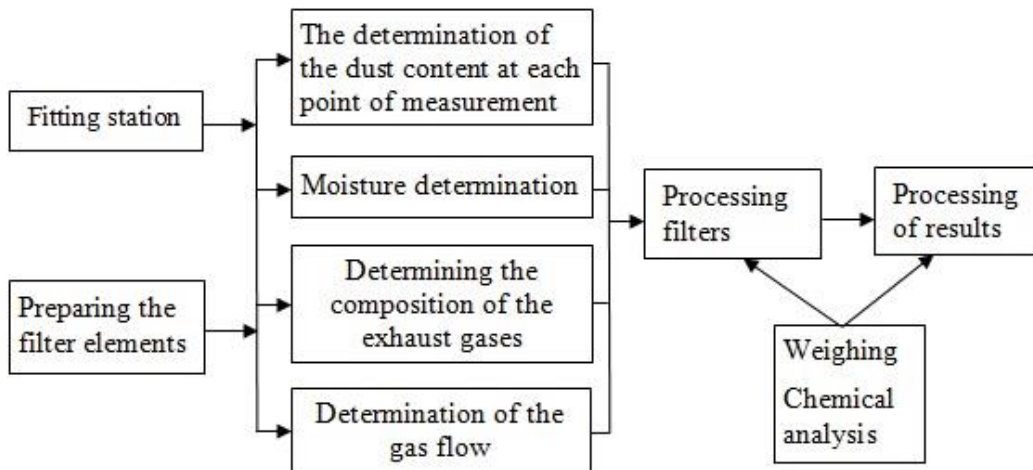 Fitting station
Preparing the
filter elements
The determination of
the dust content at each
point of measurement
Moisture determination
Determining the
composition of the
exhaust gases
Determination of the
gas flow
Processing
filters
Processing
of results
Weighing
Chemical
analysis